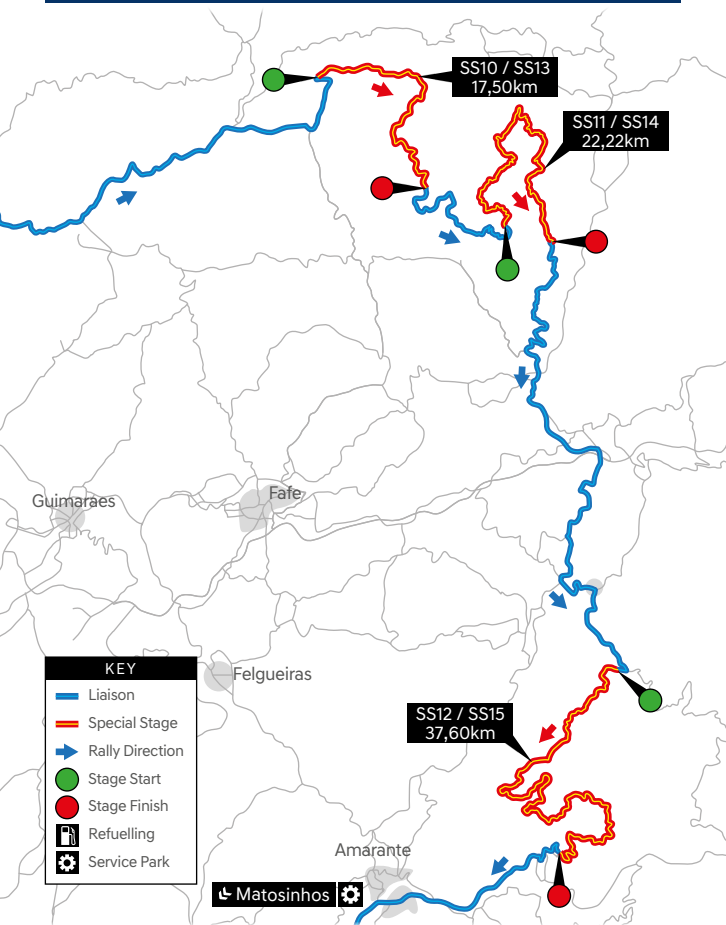 SS10 / SS13
17,50km
SS11 / SS14
22,22km
Guimaraes
Fafe
Felgueiras
KEY
Liaison
Special Stage
Rally Direction
Stage Start
Stage Finish
Refuelling
Service Park
SS12 / SS15
37,60km
Amarante
Matosinhos